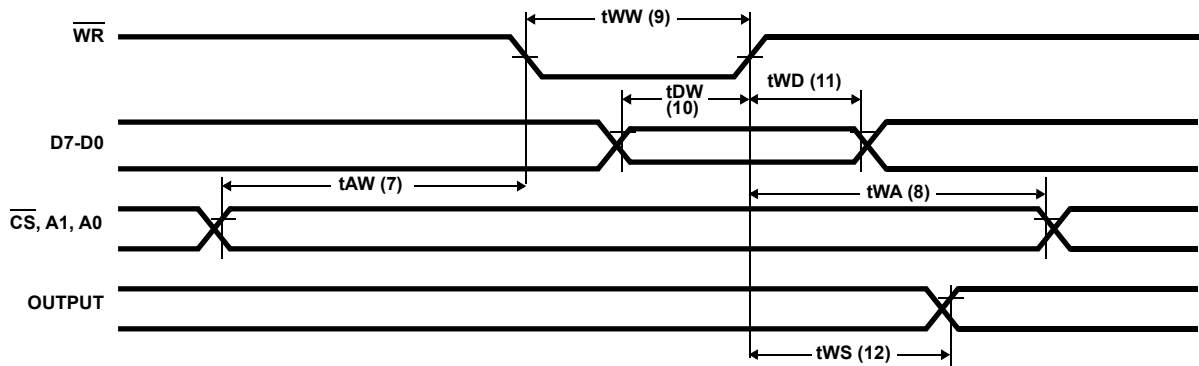 tWW (9)
WR
tDW
(10)
tWD (11)
D7-D0
tAW (7)
tWA (8)
CS, A1, A0
OUTPUT
tWS (12)